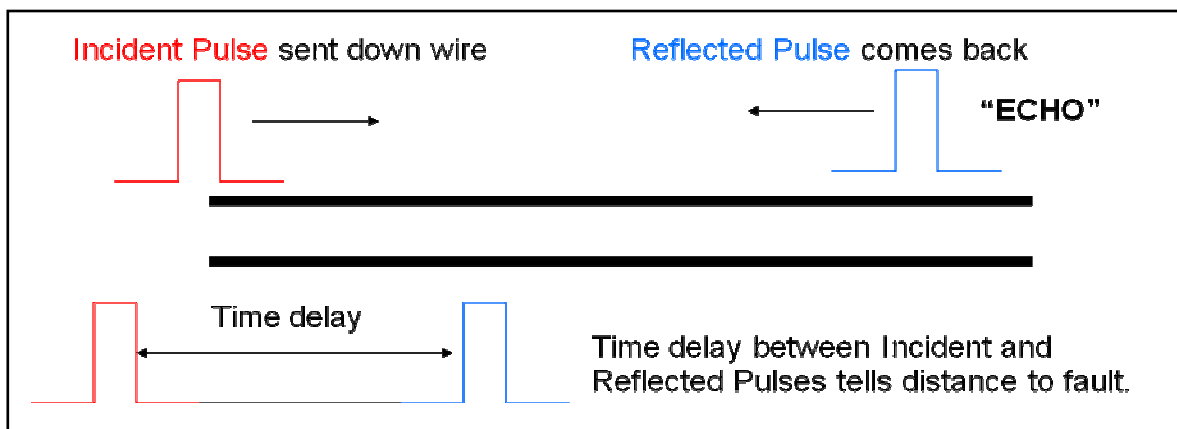 Incident Pulse sent down wire
Reflected Pulse comes back
“ECHO”
Time delay
Time delay between Incident and
Reflected Pulses tells distance to fault.